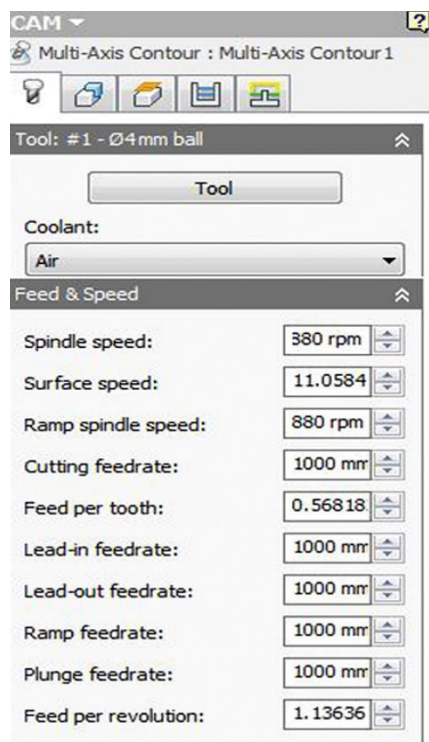 CAM
Multi-Axis Contour : Multi-Axis Contour1
Tool: #1 - Ø4mm ball
Tool
Coolant:
Air
Feed & Speed
Spindle speed: 880 rpm
Surface speed: 11.0584
Ramp spindle speed: 880 rpm
Cutting feedrate: 1000 mm
Feed per tooth: 0.56818
Lead-in feedrate: 1000 mm
Lead-out feedrate: 1000 mm
Ramp feedrate: 1000 mm
Plunge feedrate: 1000 mm
Feed per revolution: 1.13636